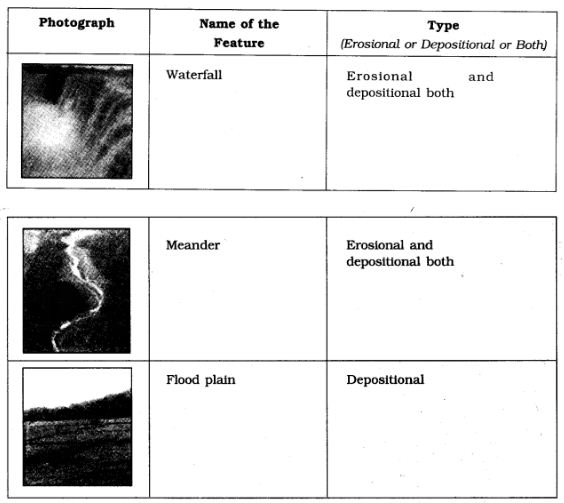 Photograph
Name of the
Feature
Type
(Erosional or Depositional or Both)
Waterfall
Erosional and
depositional both
Meander
Erosional and
depositional both
Flood plain
Depositional